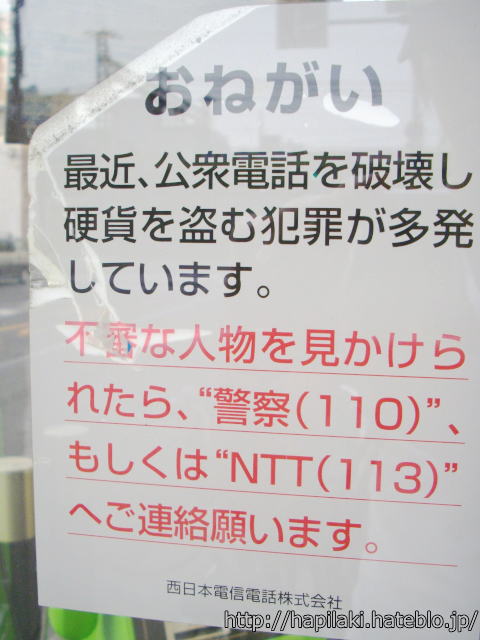 おねがい
最近、公衆電話を破壊し
硬貨を盗む犯罪が多発
しています。
不審な人物を見かけら
れたら、“警察(110)”、
もしくは“NTT(113)”
へご連絡願います。
西日本電信電話株式会社
http://hapilaki.hateblo.jp/